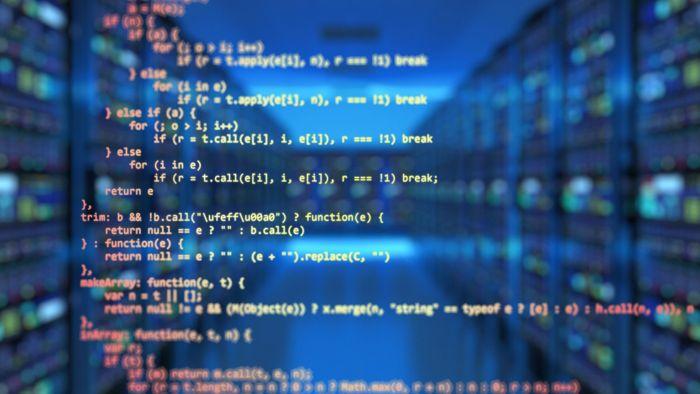 a = M(e);
if (n) {
if (a) {
for (; o > i; i++)
if (r = t.apply(e[i], n), r === !1) break
} else
for (i in e)
if (r = t.apply(e[i], n), r === !1) break
} else if (a) {
for (; o > i; i++)
if (r = t.call(e[i], i, e[i]), r === !1) break
} else
for (i in e)
if (r = t.call(e[i], i, e[i]), r === !1) break;
return e
},
trim: b && !b.call("\ufeff\u00a0") ? function(e) {
return null == e ? "" : b.call(e)
} : function(e) {
return null == e ? "" : (e + "").replace(C, "")
},
makeArray: function(e, t) {
var n = t || [];
return null != e && (M(Object(e)) ? x.merge(n, "string" == typeof e ? [e] : e) : h.call(n, e)), n
},
inArray: function(e, t, n) {
var r;
if (t) {
if (m) return m.call(t, e, n);
for (r = t.length, n = n ? 0 > n ? Math.max(0, r + n) : n : 0; r > n; n++)